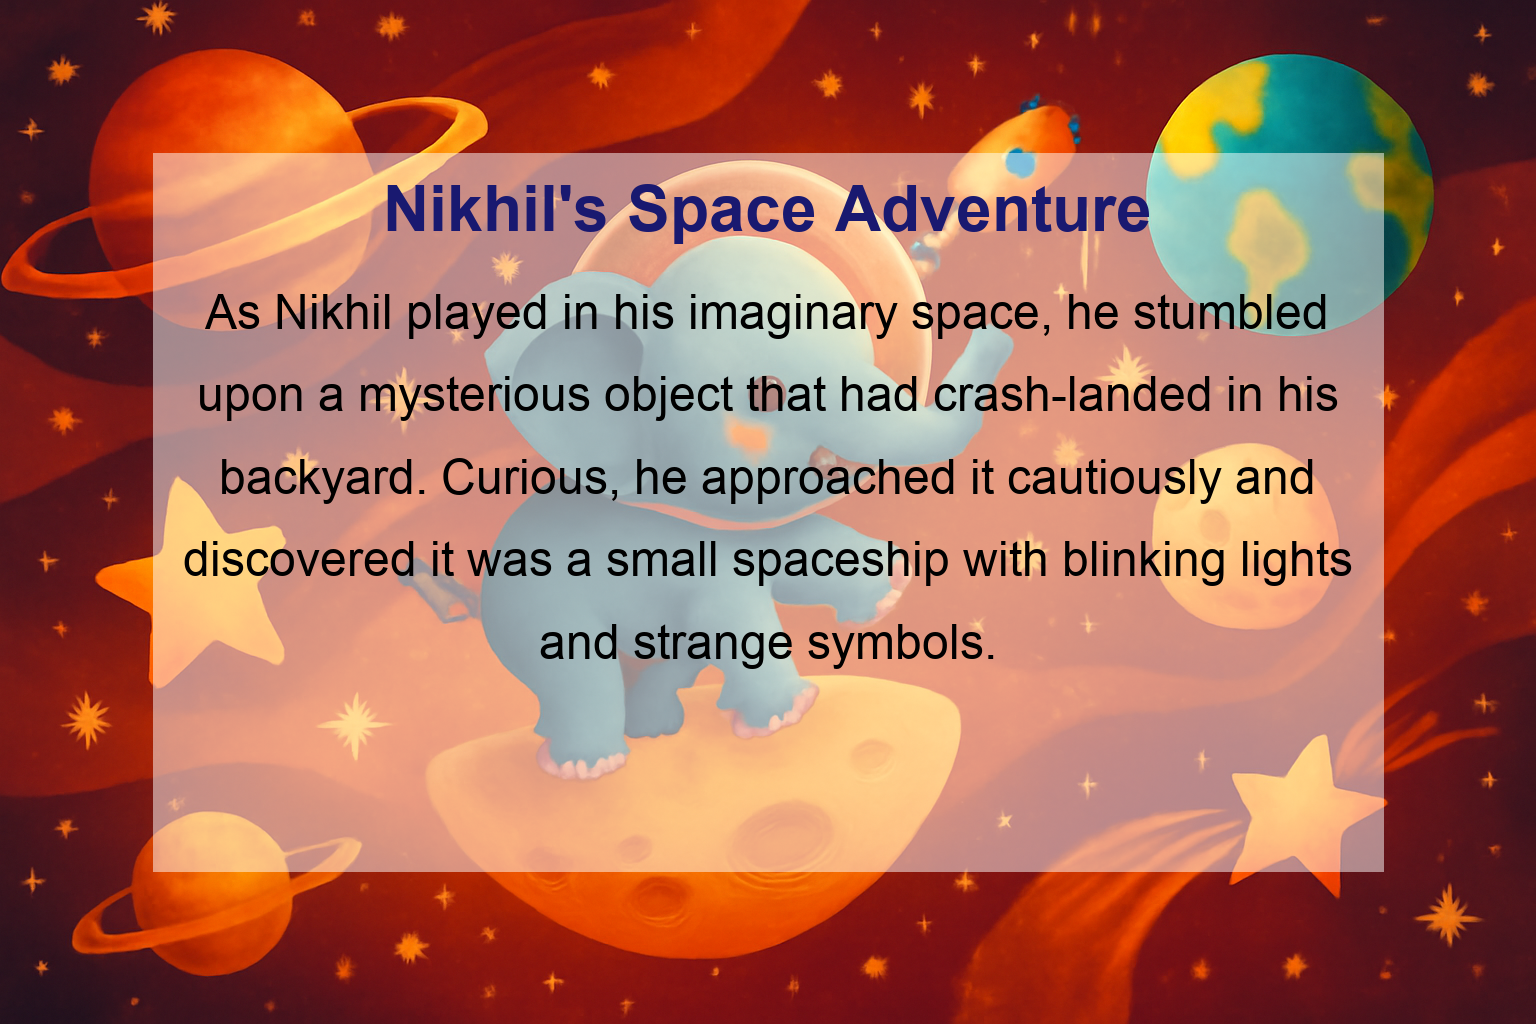 Nikhil's Space Adventure
As Nikhil played in his imaginary space, he stumbled
upon a mysterious object that had crash-landed in his
backyard. Curious, he approached it cautiously and
discovered it was a small spaceship with blinking lights
and strange symbols.